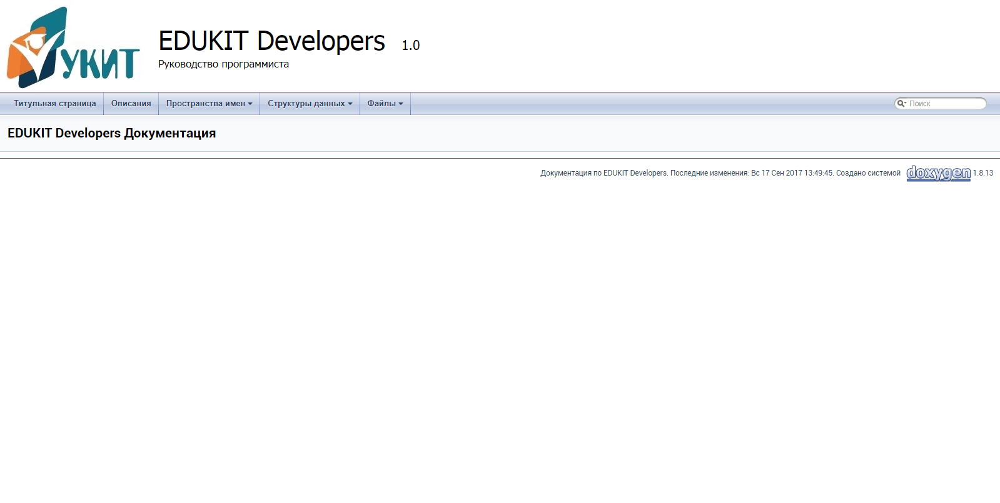 УКИТ
EDUKIT Developers 1.0
Руководство программиста
Титульная страница Описания Пространства имен Структуры данных Файлы Поиск
EDUKIT Developers Документация
Документация по EDUKIT Developers. Последние изменения: Вс 17 Сен 2017 13:49:45. Создано системой doxygen 1.8.13